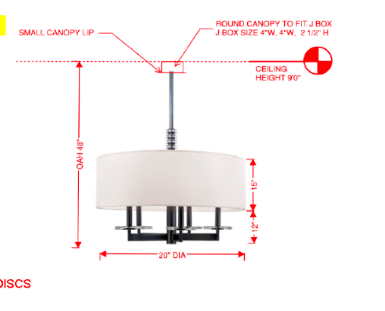 ROUND CANOPY TO FIT J BOX
SMALL CANOPY LIP
J BOX SIZE 4"W, 4"W, 2 1/2" H
CEILING
HEIGHT 9'0"
OAH 48"
15"
12"
20" DIA
DISCS